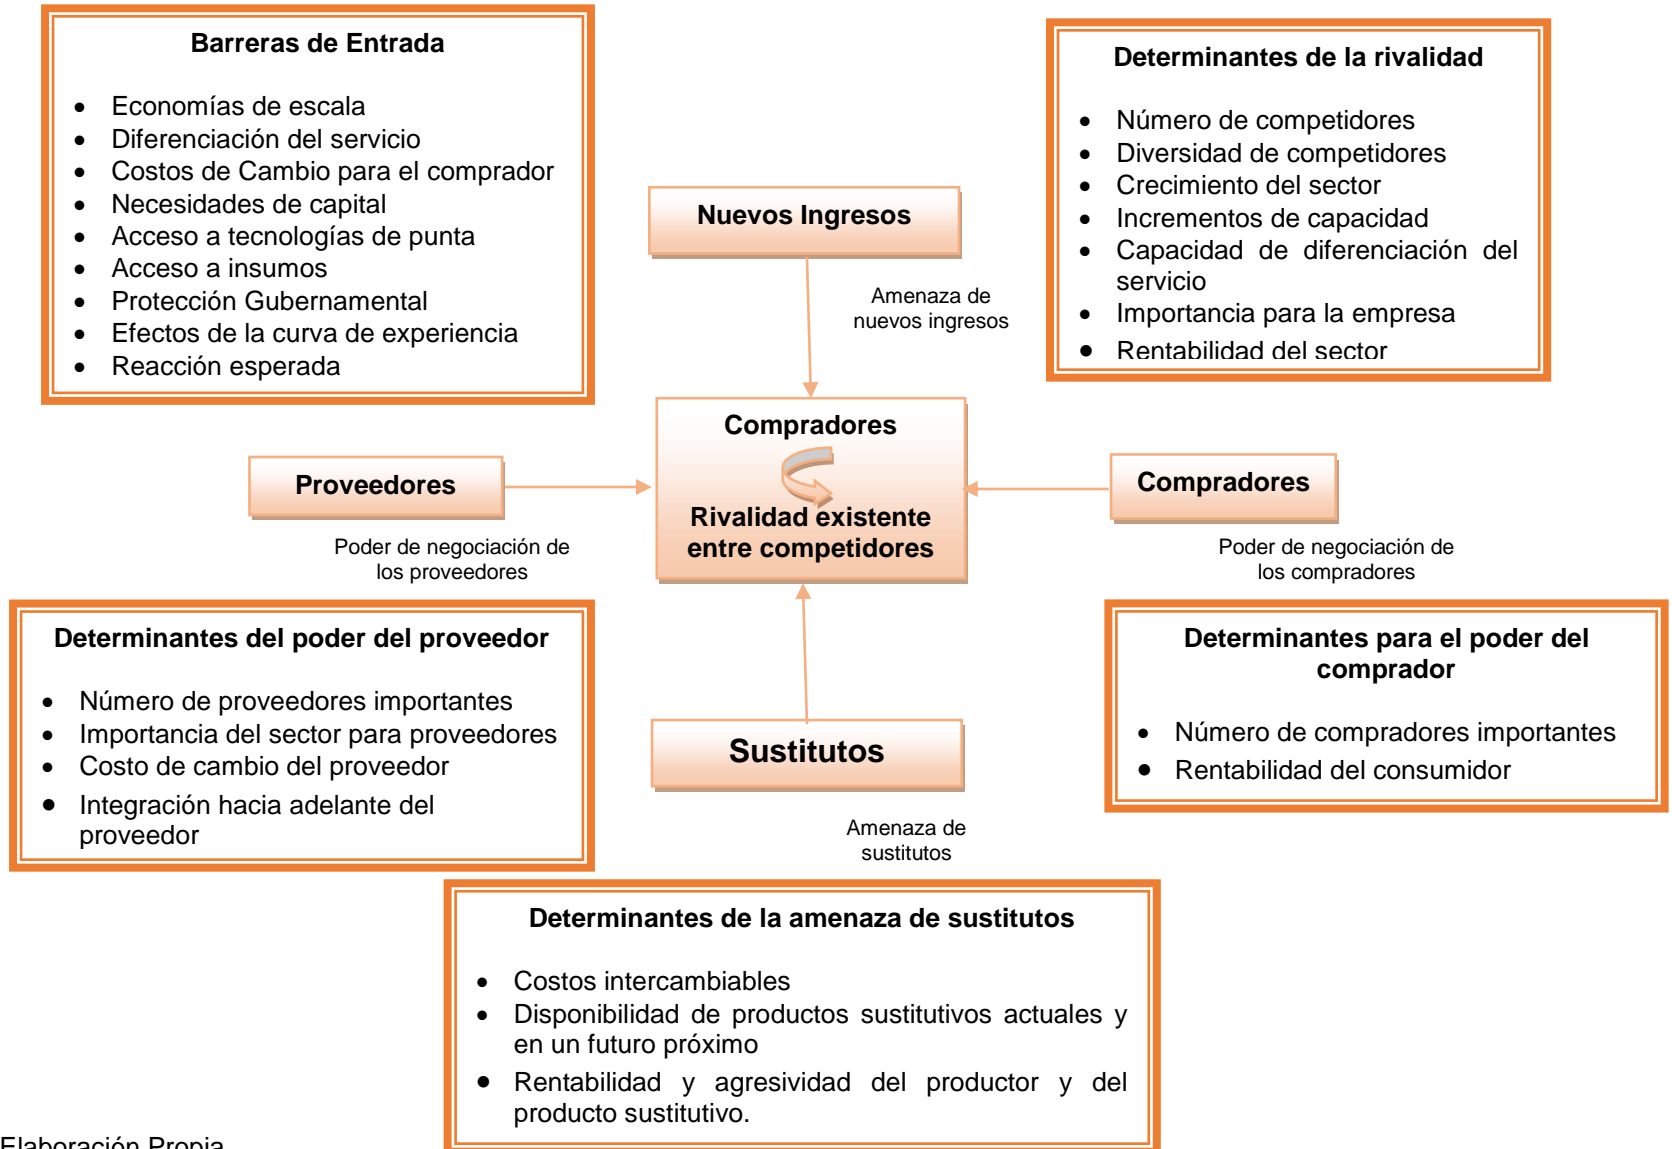 Barreras de Entrada
• Economías de escala
• Diferenciación del servicio
• Costos de Cambio para el comprador
• Necesidades de capital
• Acceso a tecnologías de punta
• Acceso a insumos
• Protección Gubernamental
• Efectos de la curva de experiencia
• Reacción esperada
Determinantes de la rivalidad
• Número de competidores
• Diversidad de competidores
• Crecimiento del sector
• Incrementos de capacidad
• Capacidad de diferenciación del
servicio
• Importancia para la empresa
• Rentabilidad del sector
Nuevos Ingresos
Amenaza de
nuevos ingresos
Compradores
Rivalidad existente
entre competidores
Proveedores
Poder de negociación de
los proveedores
Compradores
Poder de negociación de
los compradores
Determinantes del poder del proveedor
• Número de proveedores importantes
• Importancia del sector para proveedores
• Costo de cambio del proveedor
• Integración hacia adelante del
proveedor
Sustitutos
Amenaza de
sustitutos
Determinantes para el poder del
comprador
• Número de compradores importantes
• Rentabilidad del consumidor
Determinantes de la amenaza de sustitutos
• Costos intercambiables
• Disponibilidad de productos sustitutivos actuales y
en un futuro próximo
• Rentabilidad y agresividad del productor y del
producto sustitutivo.
Elaboración Propia